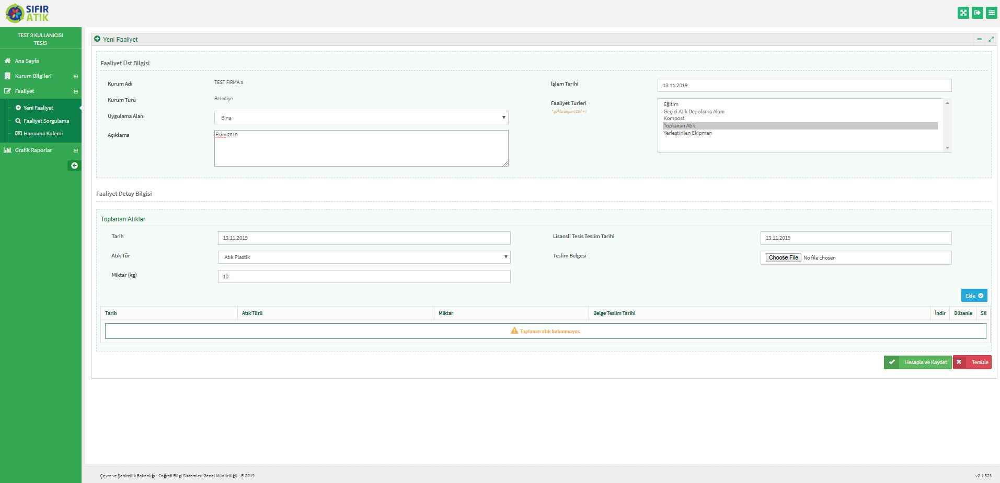 SIFIR
ATIK
TEST 3 KULLANICISI
TESIS
Ana Sayfa
Kurum Bilgileri
Faaliyet
Yeni Faaliyet
Faaliyet Sorgulama
Harcama Kalemi
Grafik Raporlar
Yeni Faaliyet
Faaliyet Üst Bilgisi
Kurum Adı
TEST FIRMA 3
Kurum Türü
Belediye
Uygulama Alanı
Bina
Açıklama
Ekim 2019
İşlem Tarihi
13.11.2019
Faaliyet Türleri
* çoklu seçim (Ctrl + )
Eğitim
Geçici Atık Depolama Alanı
Kompost
Toplanan Atık
Yerleştirilen Ekipman
Faaliyet Detay Bilgisi
Toplanan Atıklar
Tarih
13.11.2019
Lisansli Tesis Teslim Tarihi
13.11.2019
Atık Tür
Atık Plastik
Teslim Belgesi
Choose File No file chosen
Miktar (kg)
10
Ekle
Tarih Atık Türü Miktar Belge Teslim Tarihi İndir Düzenle Sil
Toplanan atık bulunmuyor.
Hesapla ve Kaydet
Temizle
Çevre ve Şehircilik Bakanlığı - Coğrafi Bilgi Sistemleri Genel Müdürlüğü - © 2019
v2.1.323